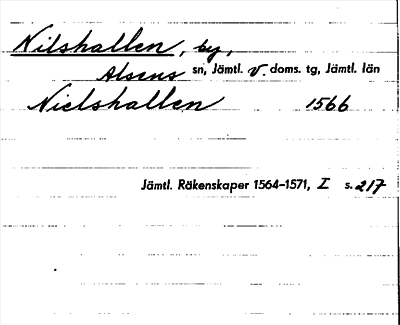 Nilshallen, by,
Alsens sn, Jämtl. v. doms. tg, Jämtl. län
Nielshallen 1566
Jämtl. Räkenskaper 1564-1571, I s. 217